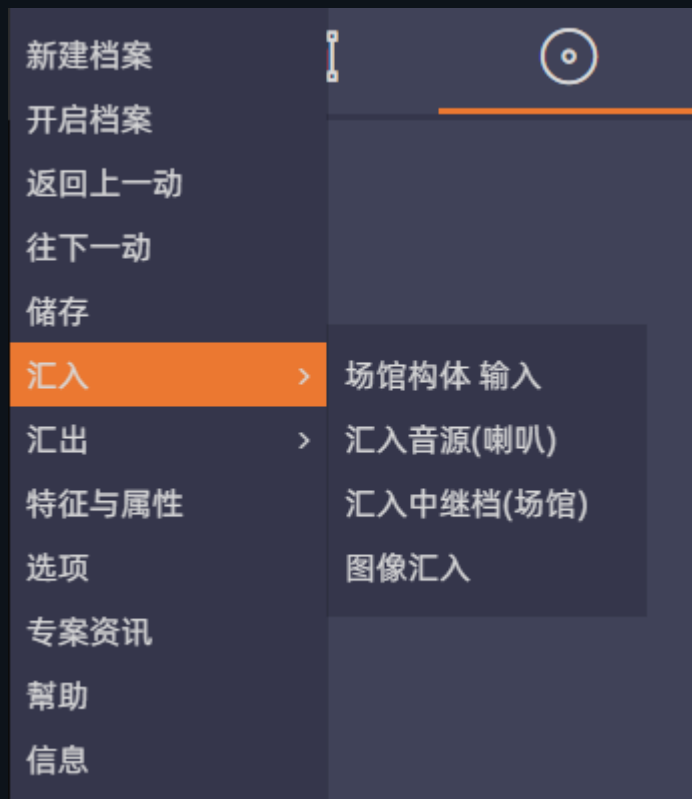 新建档案
开启档案
返回上一动
往下一动
储存
汇入
场馆构体 输入
汇出
汇入音源(喇叭)
特征与属性
汇入中继档(场馆)
选项
图像汇入
专案资讯
幫助
信息